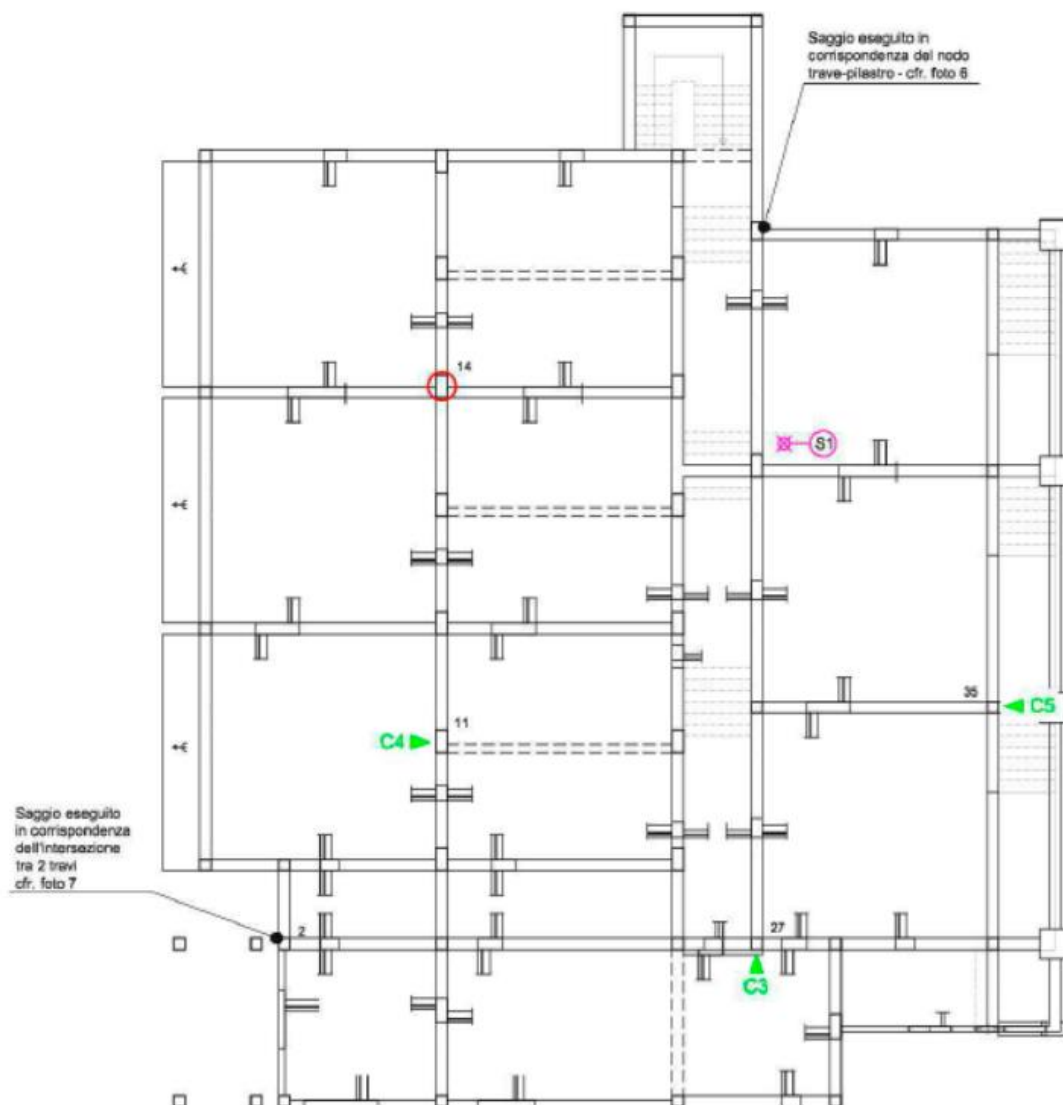 Saggio eseguito in
corrispondenza del nodo
trave-pilastro - cfr. foto 6
14
S1
35
C5
11
C4
Saggio eseguito
in corrispondenza
dell'intersezione
tra 2 travi
cfr. foto 7
2
27
C3